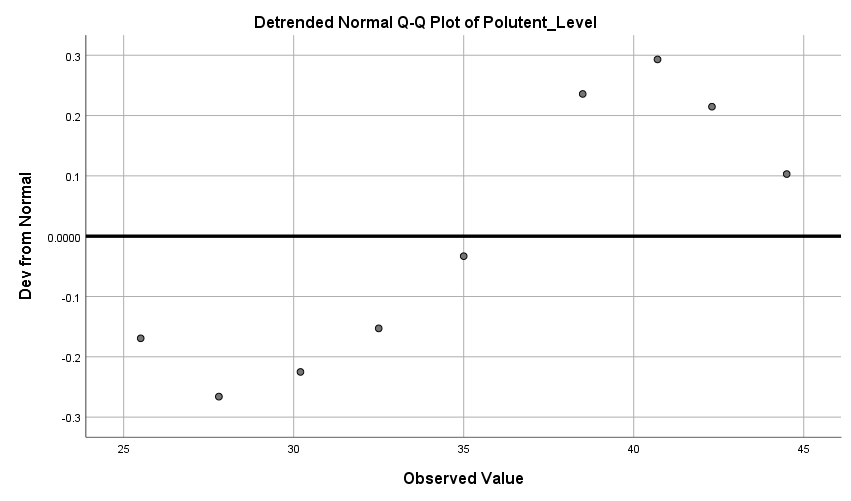 Detrended Normal Q-Q Plot of Polutent_Level
0.3
0.2
0.1
0.0000
-0.1
-0.2
-0.3
Dev from Normal
25 30 35 40 45
Observed Value